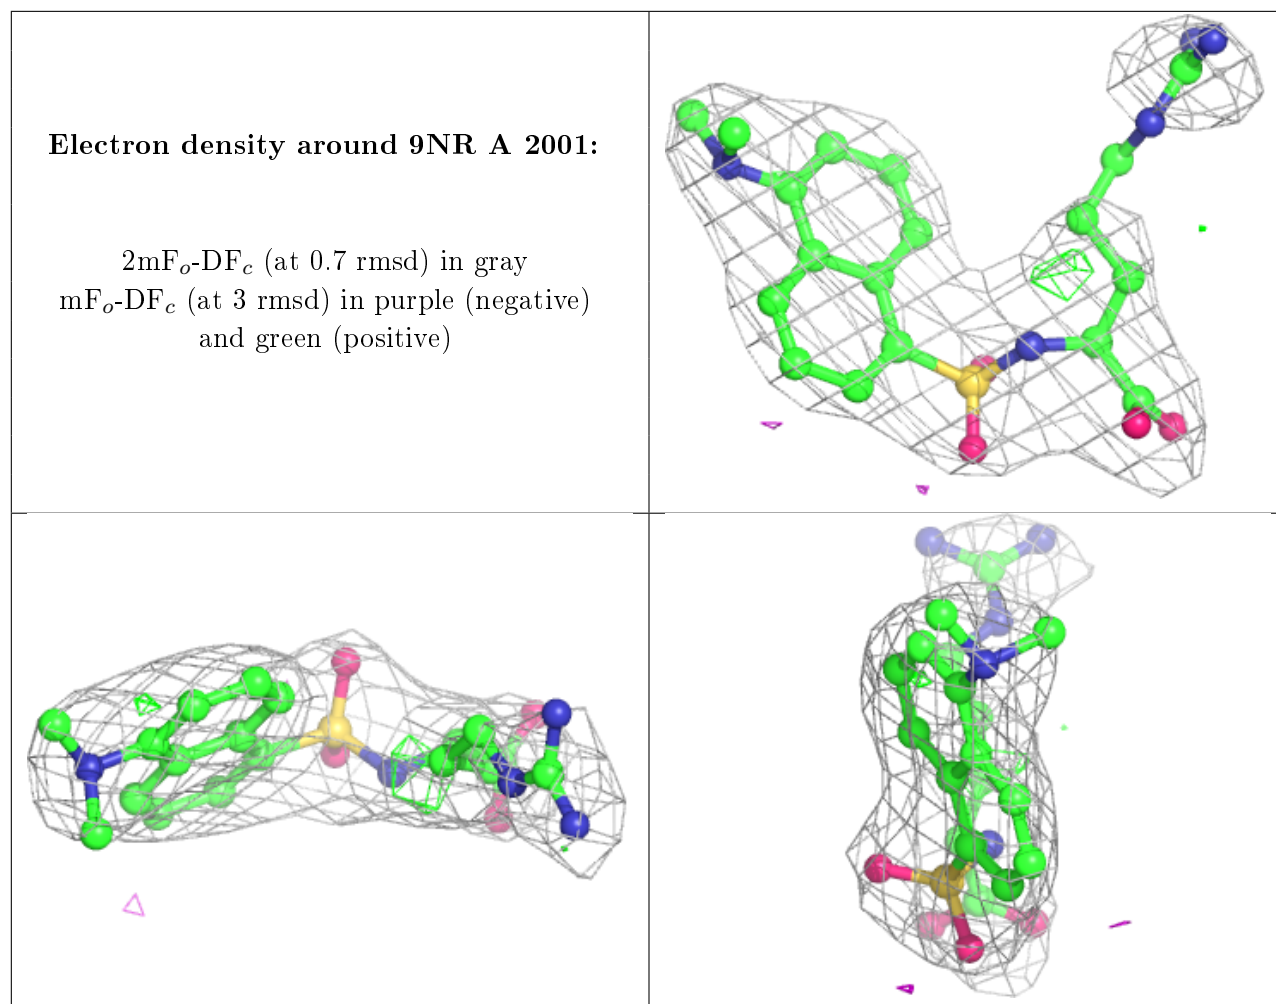 Electron density around 9NR A 2001:
2mFo-DFc (at 0.7 rmsd) in gray
mFo-DFc (at 3 rmsd) in purple (negative)
and green (positive)